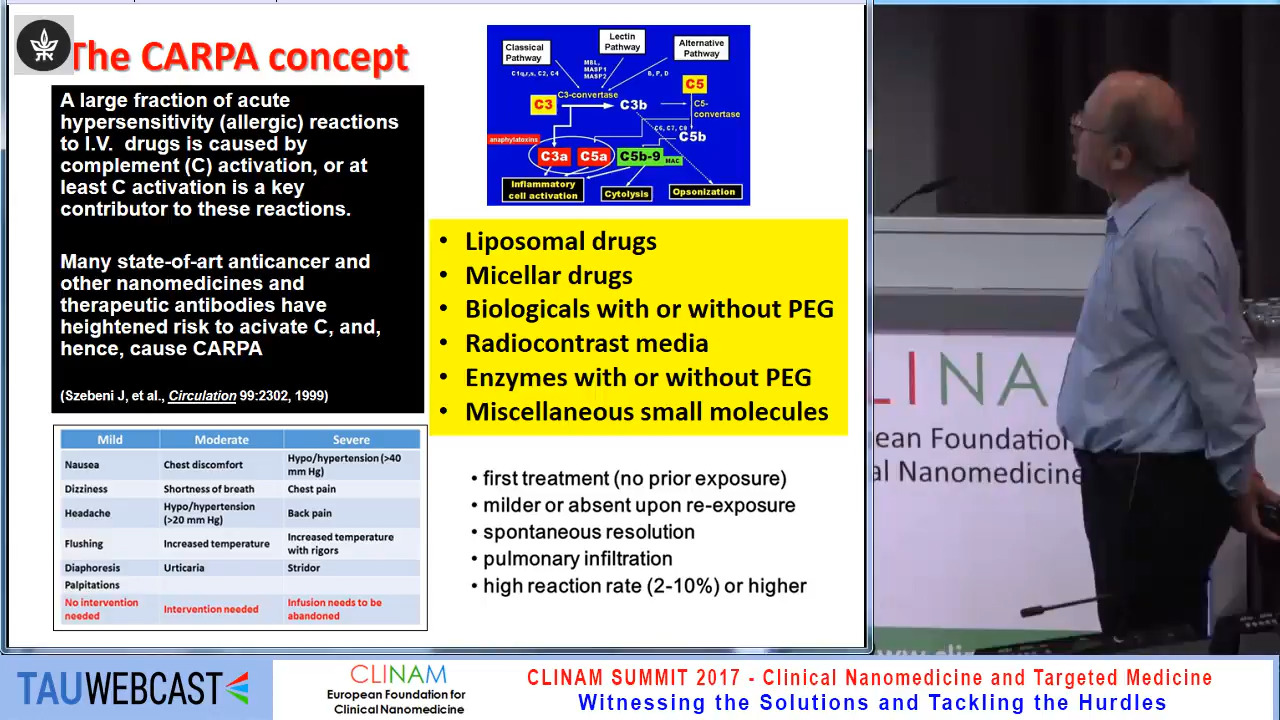 The CARPA concept
A large fraction of acute
hypersensitivity (allergic) reactions
to I.V. drugs is caused by
complement (C) activation, or at
least C activation is a key
contributor to these reactions.
Many state-of-art anticancer and
other nanomedicines and
therapeutic antibodies have
heightened risk to acivate C, and,
hence, cause CARPA
(Szebeni J, et al., Circulation 99:2302, 1999)
Mild Moderate Severe
Nausea Chest discomfort Hypo/hypertension (>40
mm Hg)
Dizziness Shortness of breath Chest pain
Headache Hypo/hypertension
(>20 mm Hg) Back pain
Flushing Increased temperature Increased temperature
with rigors
Diaphoresis Urticaria Stridor
Palpitations
No intervention
needed Intervention needed Infusion needs to be
abandoned
Classical
Pathway
Lectin
Pathway
Alternative
Pathway
C1q,r,s, C2, C4
MBL,
MASP1
MASP2
B, P, D
C3-convertase
C3
C3b
C5
C5-
convertase
anaphylatoxins
C6, C7, C8
C5b
C3a C5a C5b-9 MAC
Inflammatory
cell activation
Cytolysis
Opsonization
• Liposomal drugs
• Micellar drugs
• Biologicals with or without PEG
• Radiocontrast media
• Enzymes with or without PEG
• Miscellaneous small molecules
• first treatment (no prior exposure)
• milder or absent upon re-exposure
• spontaneous resolution
• pulmonary infiltration
• high reaction rate (2-10%) or higher
LINA
ean Foundation
al Nanomedicine
TAUWEBCAST
CLINAM
European Foundation for
Clinical Nanomedicine
CLINAM SUMMIT 2017 - Clinical Nanomedicine and Targeted Medicine
Witnessing the Solutions and Tackling the Hurdles